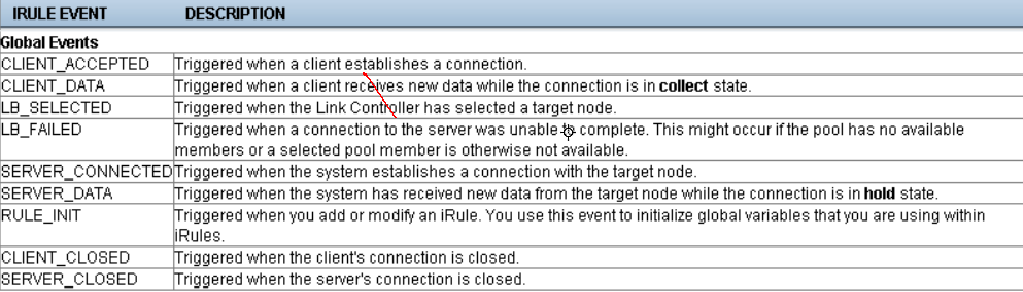 IRULE EVENT DESCRIPTION
Global Events
CLIENT_ACCEPTED Triggered when a client establishes a connection.
CLIENT_DATA Triggered when a client receives new data while the connection is in collect state.
LB_SELECTED Triggered when the Link Controller has selected a target node.
LB_FAILED Triggered when a connection to the server was unable to complete. This might occur if the pool has no available
members or a selected pool member is otherwise not available.
SERVER_CONNECTED Triggered when the system establishes a connection with the target node.
SERVER_DATA Triggered when the system has received new data from the target node while the connection is in hold state.
RULE_INIT Triggered when you add or modify an iRule. You use this event to initialize global variables that you are using within
iRules.
CLIENT_CLOSED Triggered when the client's connection is closed.
SERVER_CLOSED Triggered when the server's connection is closed.